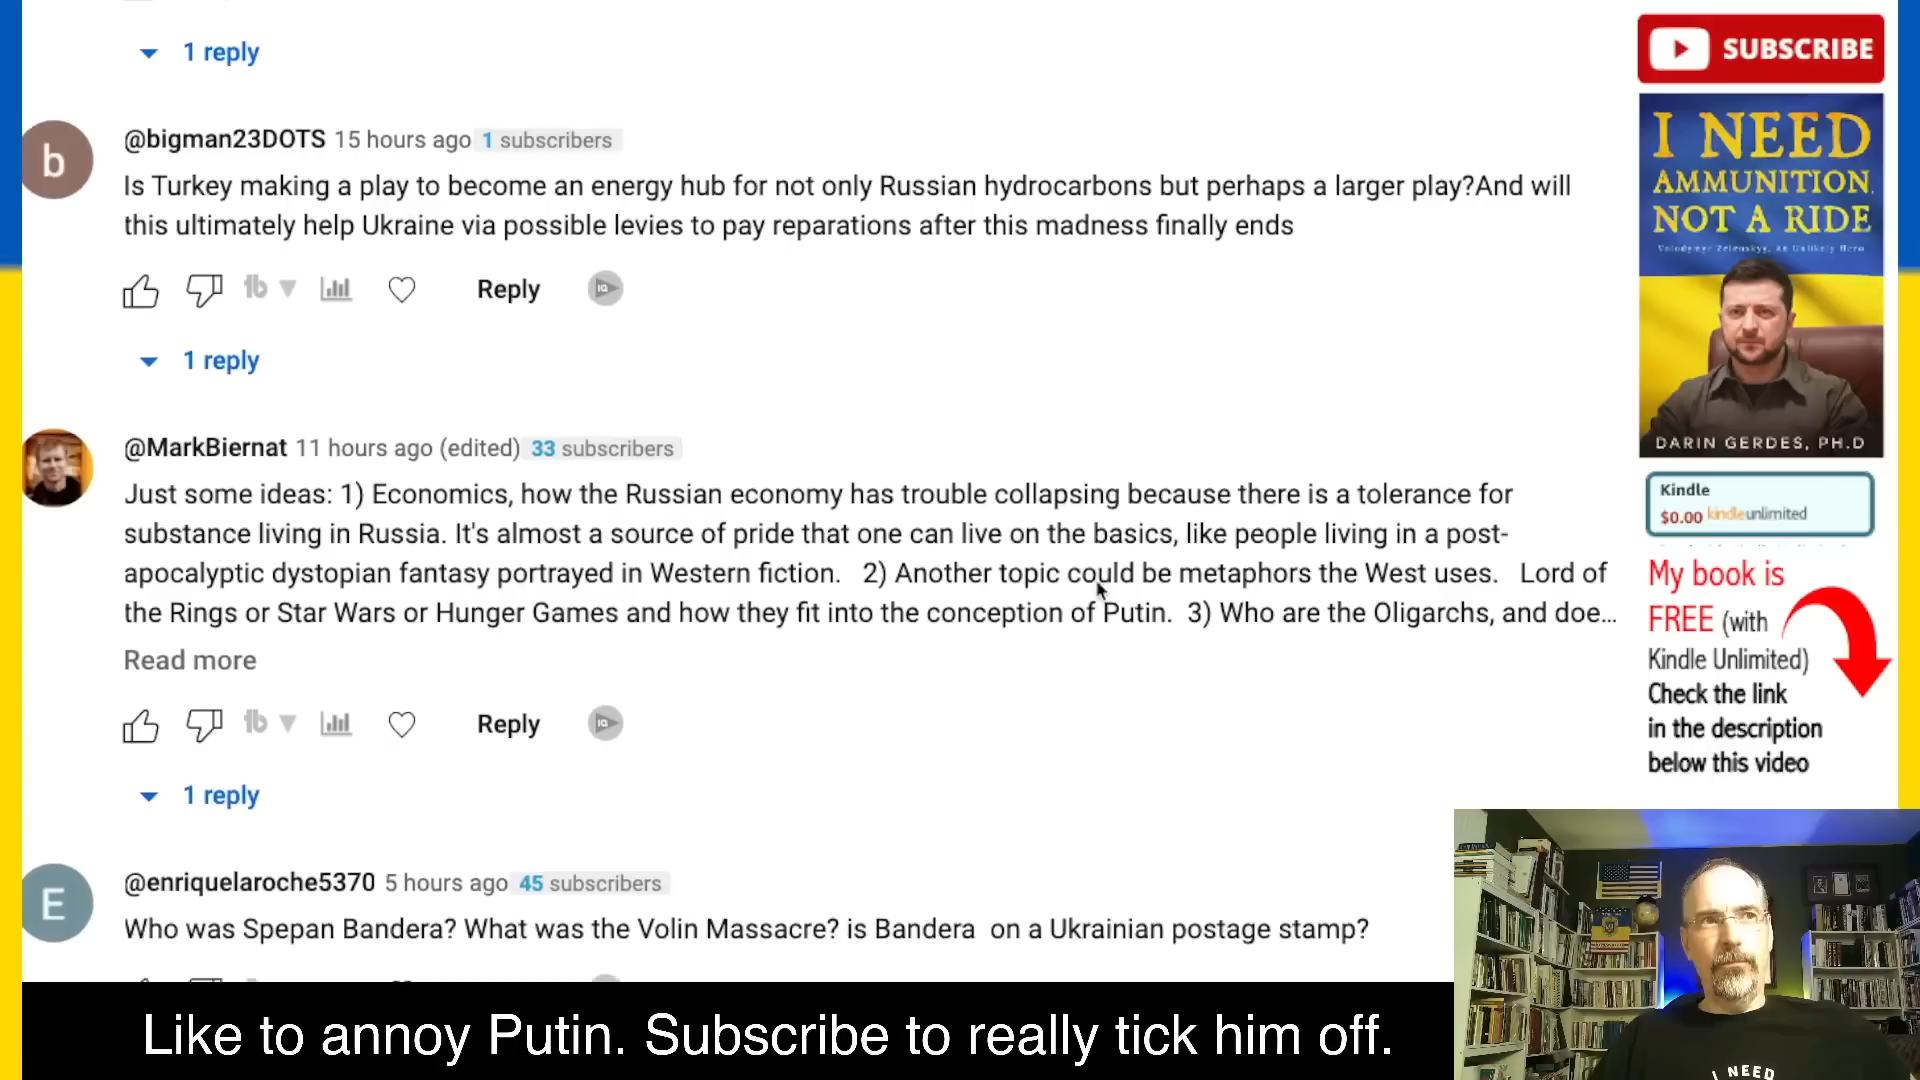 1 reply
@bigman23DOTS 15 hours ago 1 subscribers
Is Turkey making a play to become an energy hub for not only Russian hydrocarbons but perhaps a larger play?And will
this ultimately help Ukraine via possible levies to pay reparations after this madness finally ends
Reply
1 reply
@MarkBiernat 11 hours ago (edited) 33 subscribers
Just some ideas: 1) Economics, how the Russian economy has trouble collapsing because there is a tolerance for
substance living in Russia. It's almost a source of pride that one can live on the basics, like people living in a post-
apocalyptic dystopian fantasy portrayed in Western fiction. 2) Another topic could be metaphors the West uses. Lord of
the Rings or Star Wars or Hunger Games and how they fit into the conception of Putin. 3) Who are the Oligarchs, and doe...
Read more
Reply
1 reply
E
@enriquelaroche5370 5 hours ago 45 subscribers
Who was Spepan Bandera? What was the Volin Massacre? is Bandera on a Ukrainian postage stamp?
Like to annoy Putin. Subscribe to really tick him off.
SUBSCRIBE
I NEED
AMMUNITION,
NOT A RIDE
Volodymyr Zelenskyy, An Unlikely Hero
DARIN GERDES, PH.D
Kindle
$0.00 kindleunlimited
My book is
FREE (with
Kindle Unlimited)
Check the link
in the description
below this video
I NEED